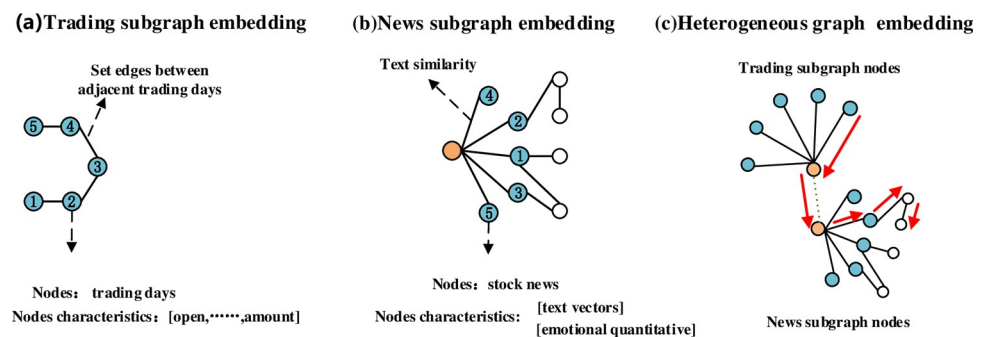 (a)Trading subgraph embedding
Set edges between
adjacent trading days
5 4
3
1 2
Nodes: trading days
Nodes characteristics: [open,……,amount]
(b)News subgraph embedding
Text similarity
4
2
1
3
5
Nodes: stock news
Nodes characteristics: [text vectors]
[emotional quantitative]
(c)Heterogeneous graph embedding
Trading subgraph nodes
News subgraph nodes